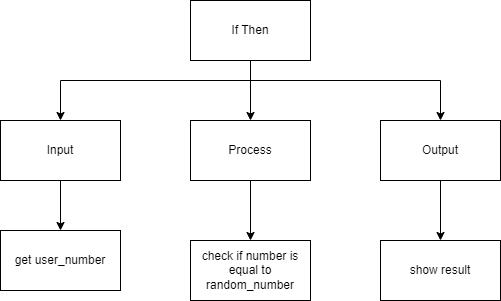 If Then
Input
Process
Output
get user_number
check if number is
equal to
random_number
show result